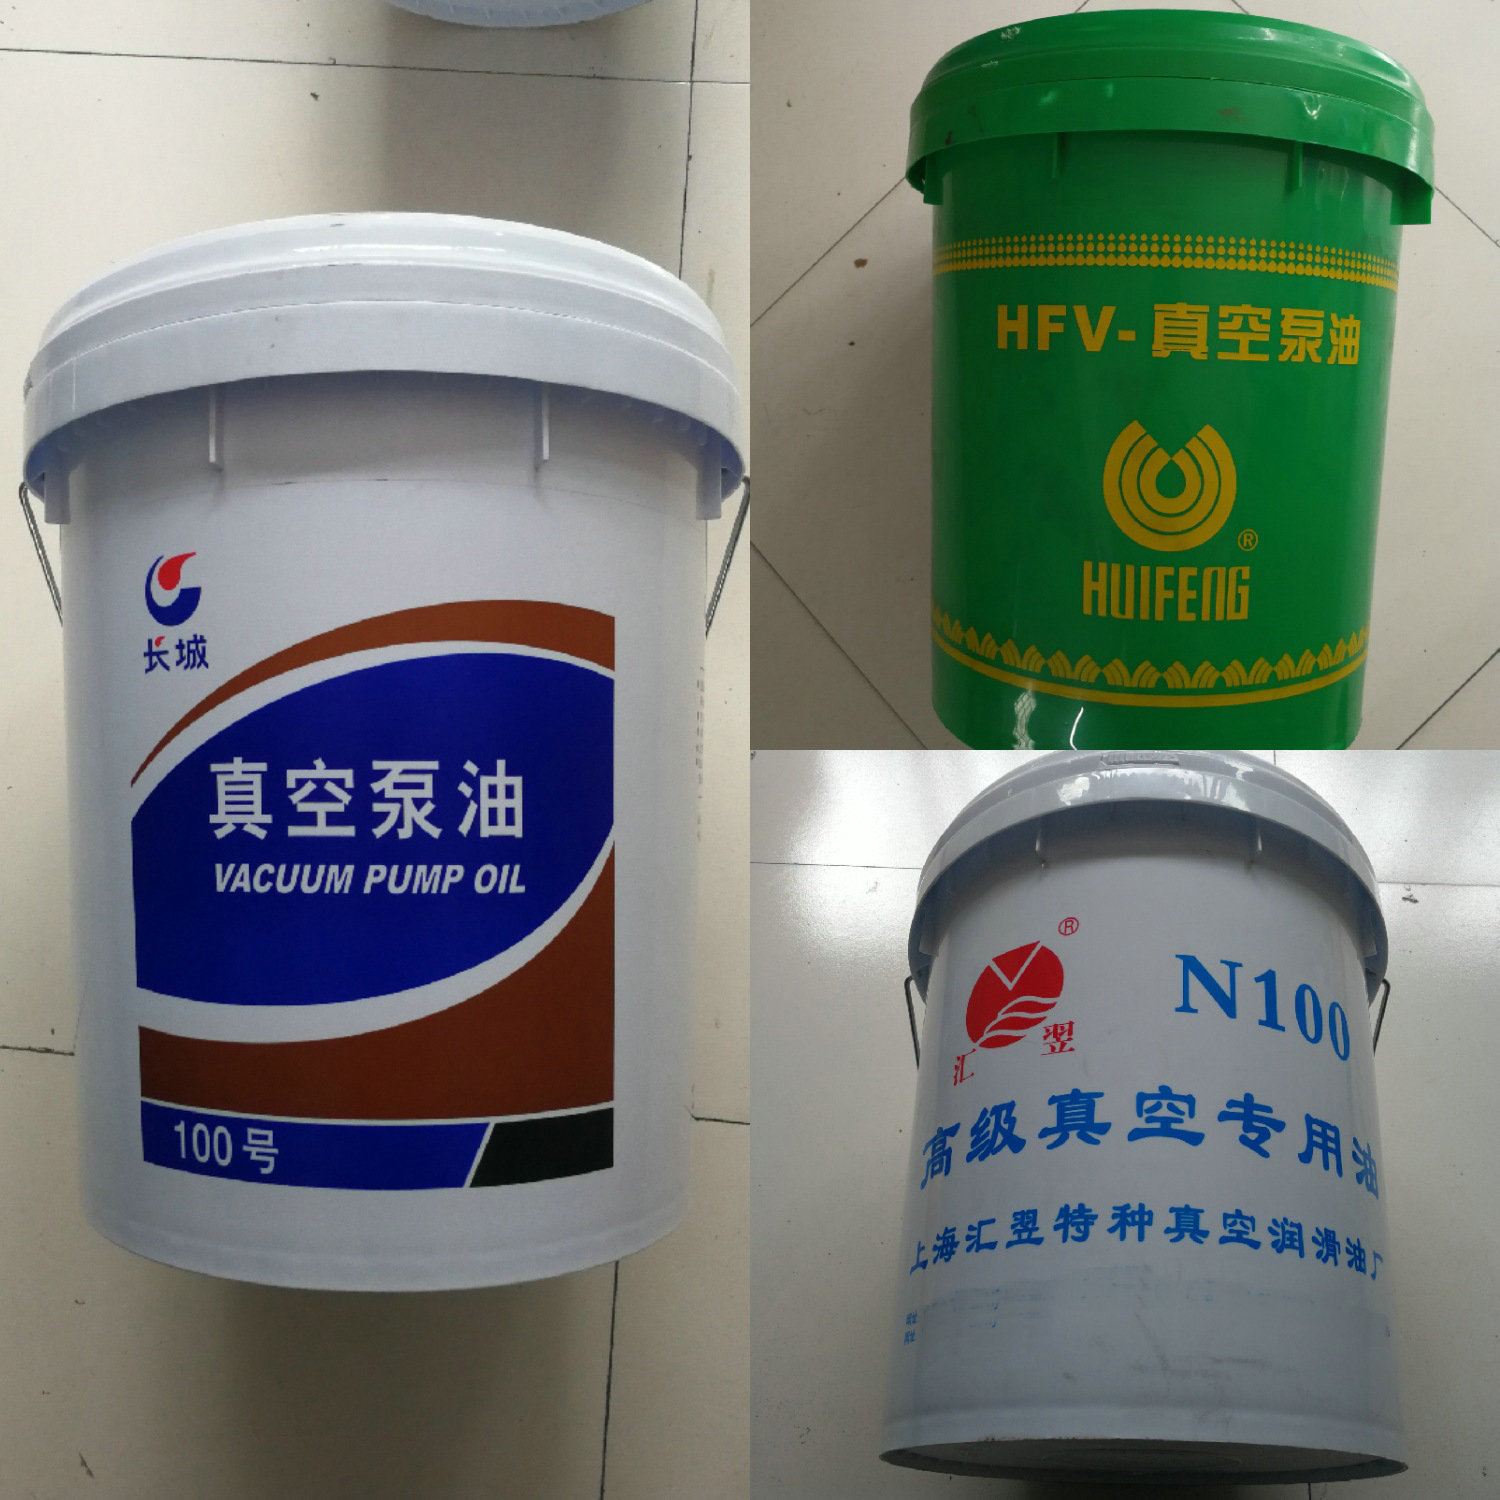 长城
真空泵油
VACUUM PUMP OIL
100号
HFV-真空泵油
®
HUIFENG
®
汇翌
N100
高级真空专用油
上海汇翌特种真空润滑油厂